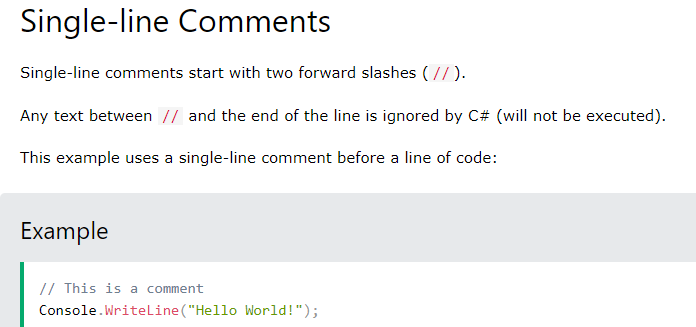 Single-line Comments
Single-line comments start with two forward slashes (//).
Any text between // and the end of the line is ignored by C# (will not be executed).
This example uses a single-line comment before a line of code:
Example
// This is a comment
Console.WriteLine("Hello World!");